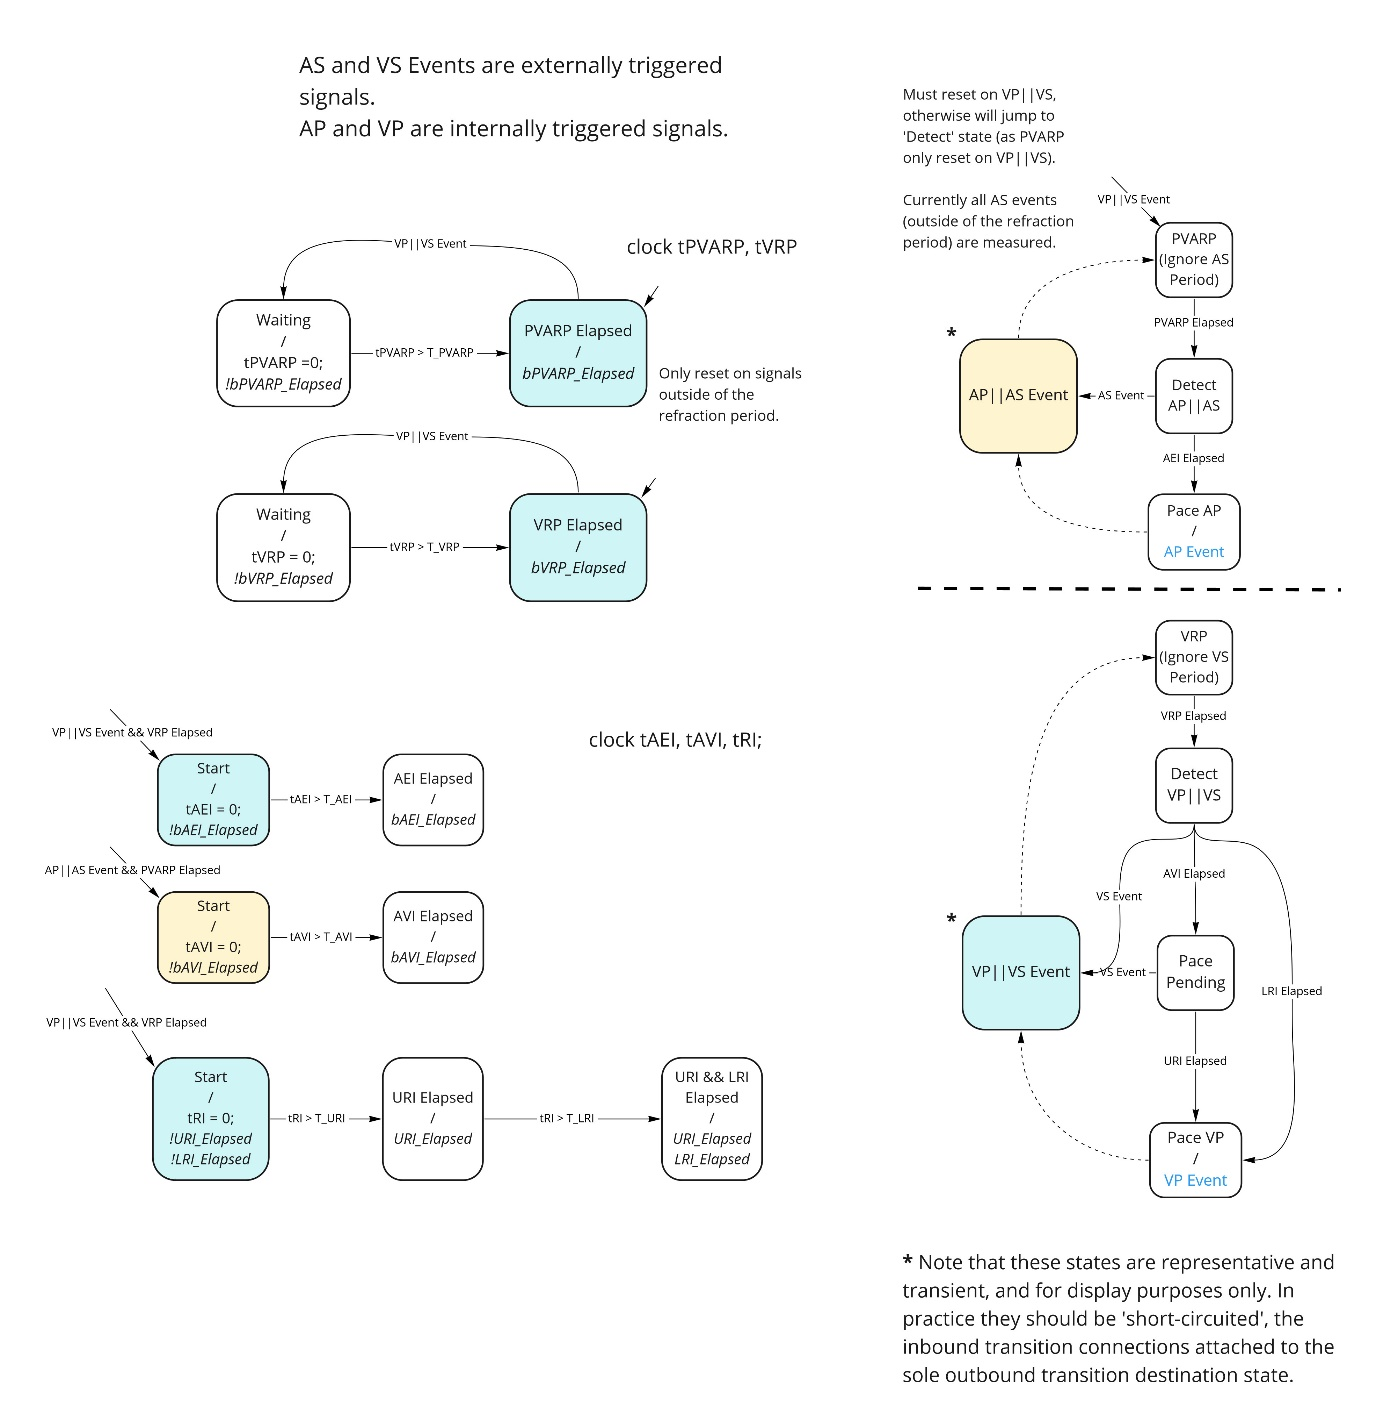 AS and VS Events are externally triggered
signals.
AP and VP are internally triggered signals.
Must reset on VP||VS,
otherwise will jump to
'Detect' state (as PVARP
only reset on VP||VS).
Currently all AS events
(outside of the refraction
period) are measured.
VP||VS Event
clock tPVARP, tVRP
Waiting
/
tPVARP =0;
!bPVARP_Elapsed
tPVARP > T_PVARP
PVARP Elapsed
/
bPVARP_Elapsed
Only reset on signals
outside of the
refraction period.
VP||VS Event
Waiting
/
tVRP = 0;
!bVRP_Elapsed
tVRP > T_VRP
VRP Elapsed
/
bVRP_Elapsed
VP||VS Event
PVARP
(Ignore AS
Period)
PVARP Elapsed
*
AP||AS Event
AS Event
Detect
AP||AS
AEI Elapsed
Pace AP
/
AP Event
clock tAEI, tAVI, tRI;
VP||VS Event && VRP Elapsed
Start
/
tAEI = 0;
!bAEI_Elapsed
tAEI > T_AEI
AEI Elapsed
/
bAEI_Elapsed
AP||AS Event && PVARP Elapsed
Start
/
tAVI = 0;
!bAVI_Elapsed
tAVI > T_AVI
AVI Elapsed
/
bAVI_Elapsed
VP||VS Event && VRP Elapsed
Start
/
tRI = 0;
!URI_Elapsed
!LRI_Elapsed
tRI > T_URI
URI Elapsed
/
URI_Elapsed
tRI > T_LRI
URI && LRI
Elapsed
/
URI_Elapsed
LRI_Elapsed
VRP
(Ignore VS
Period)
VRP Elapsed
Detect
VP||VS
AVI Elapsed
VS Event
*
VP||VS Event
VS Event
Pace
Pending
LRI Elapsed
URI Elapsed
Pace VP
/
VP Event
* Note that these states are representative and
transient, and for display purposes only. In
practice they should be 'short-circuited', the
inbound transition connections attached to the
sole outbound transition destination state.